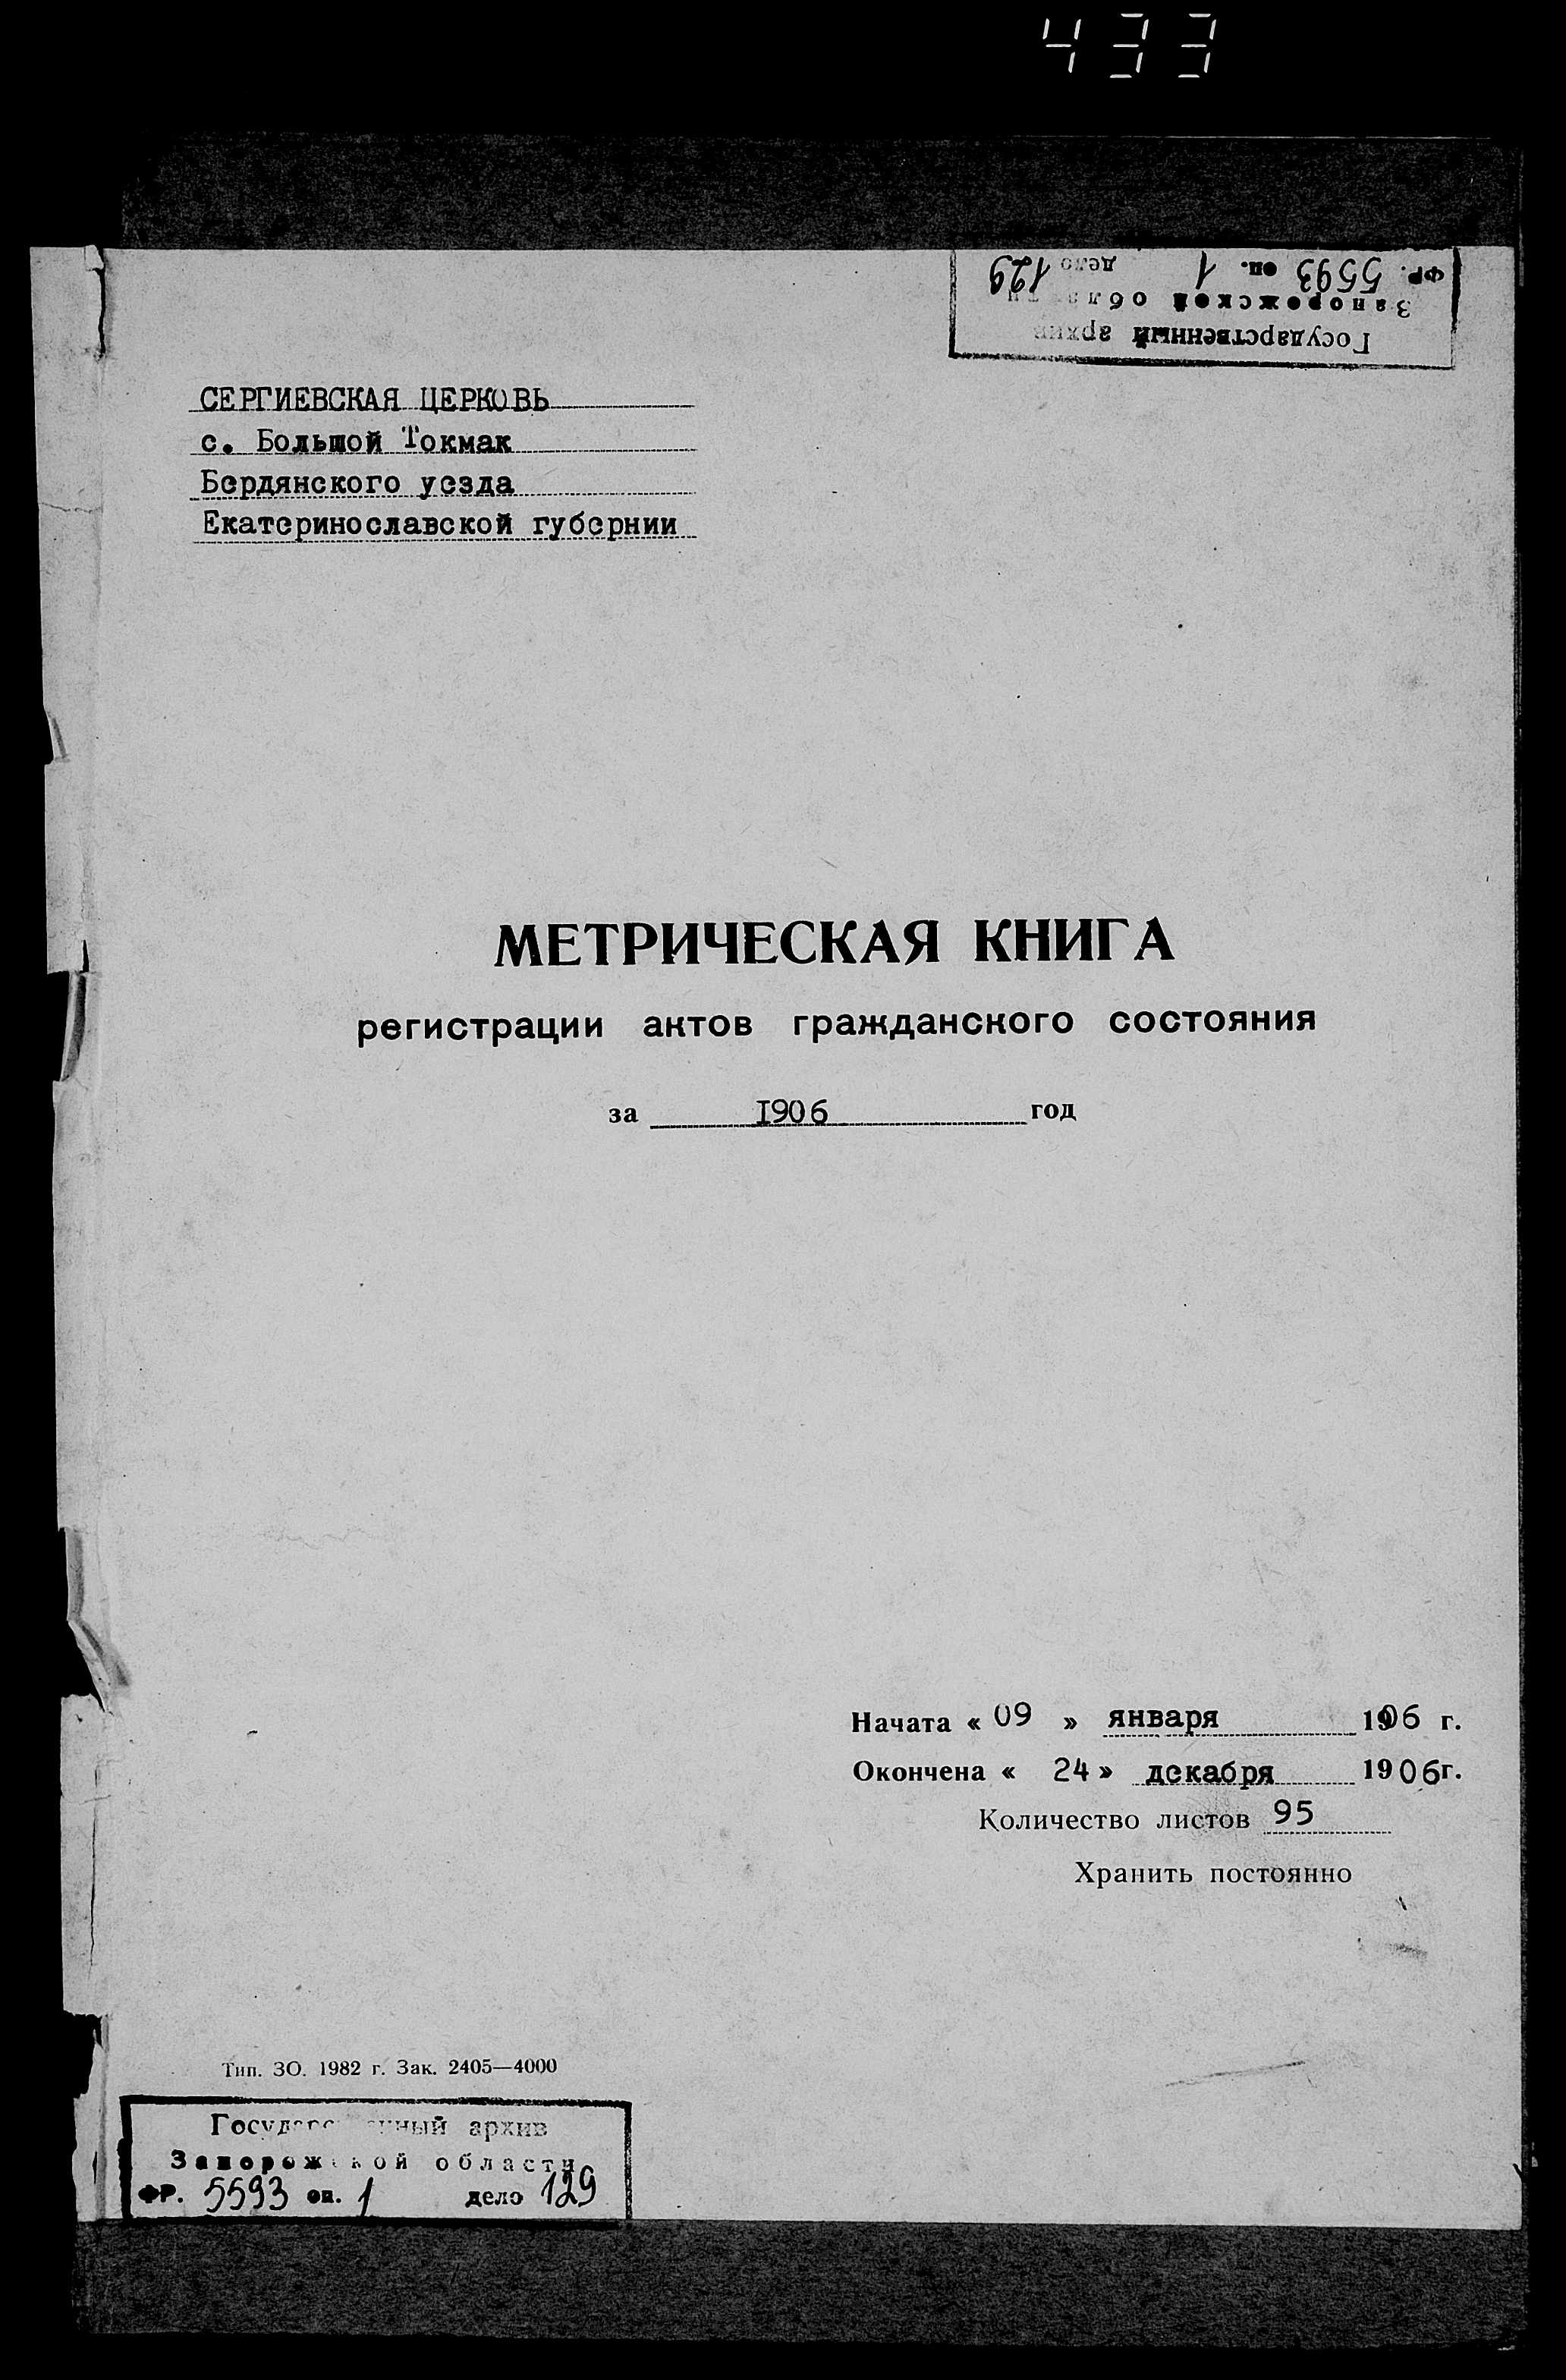 433
Государственный архив
Запорожской области
ФР. 5593 оп. 1 дело 129
СЕРГИЕВСКАЯ ЦЕРКОВЬ
с. Большой Токмак
Бердянского уезда
Екатеринославской губернии
МЕТРИЧЕСКАЯ КНИГА
регистрации актов гражданского состояния
за 1906 год
Начата « 09 » января 1906 г.
Окончена « 24 » декабря 1906 г.
Количество листов 95
Хранить постоянно
Тип. ЗО. 1982 г. Зак. 2405—4000
Государственный архив
Запорожской области
ФР. 5593 оп. 1 дело 129